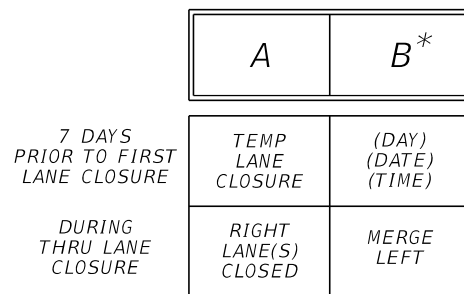 A
B*
7 DAYS
PRIOR TO FIRST
LANE CLOSURE
TEMP
LANE
CLOSURE
(DAY)
(DATE)
(TIME)
DURING
THRU LANE
CLOSURE
RIGHT
LANE(S)
CLOSED
MERGE
LEFT